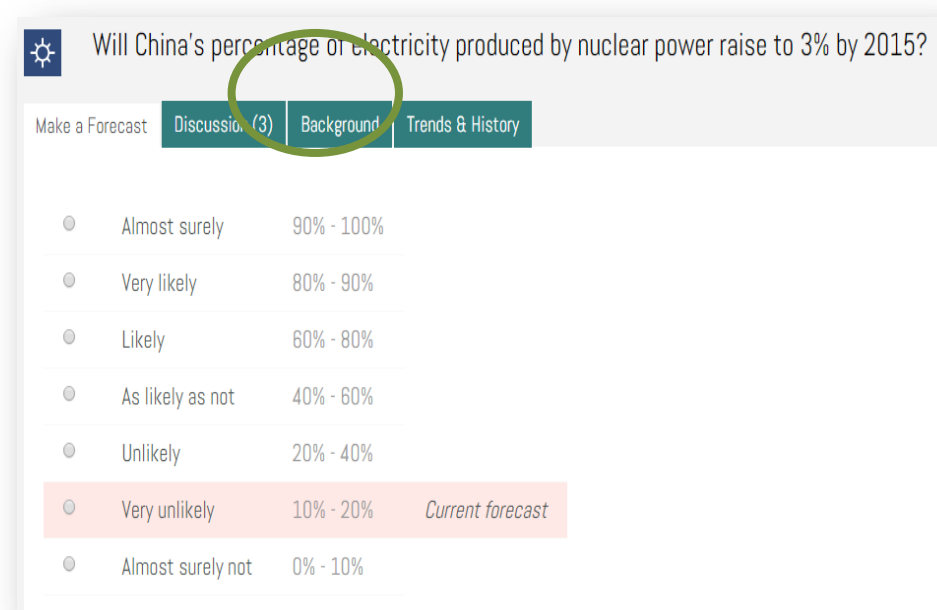 Will China's percentage of electricity produced by nuclear power raise to 3% by 2015?
Make a Forecast Discussion (3) Background Trends & History
Almost surely 90% - 100%
Very likely 80% - 90%
Likely 60% - 80%
As likely as not 40% - 60%
Unlikely 20% - 40%
Very unlikely 10% - 20% Current forecast
Almost surely not 0% - 10%